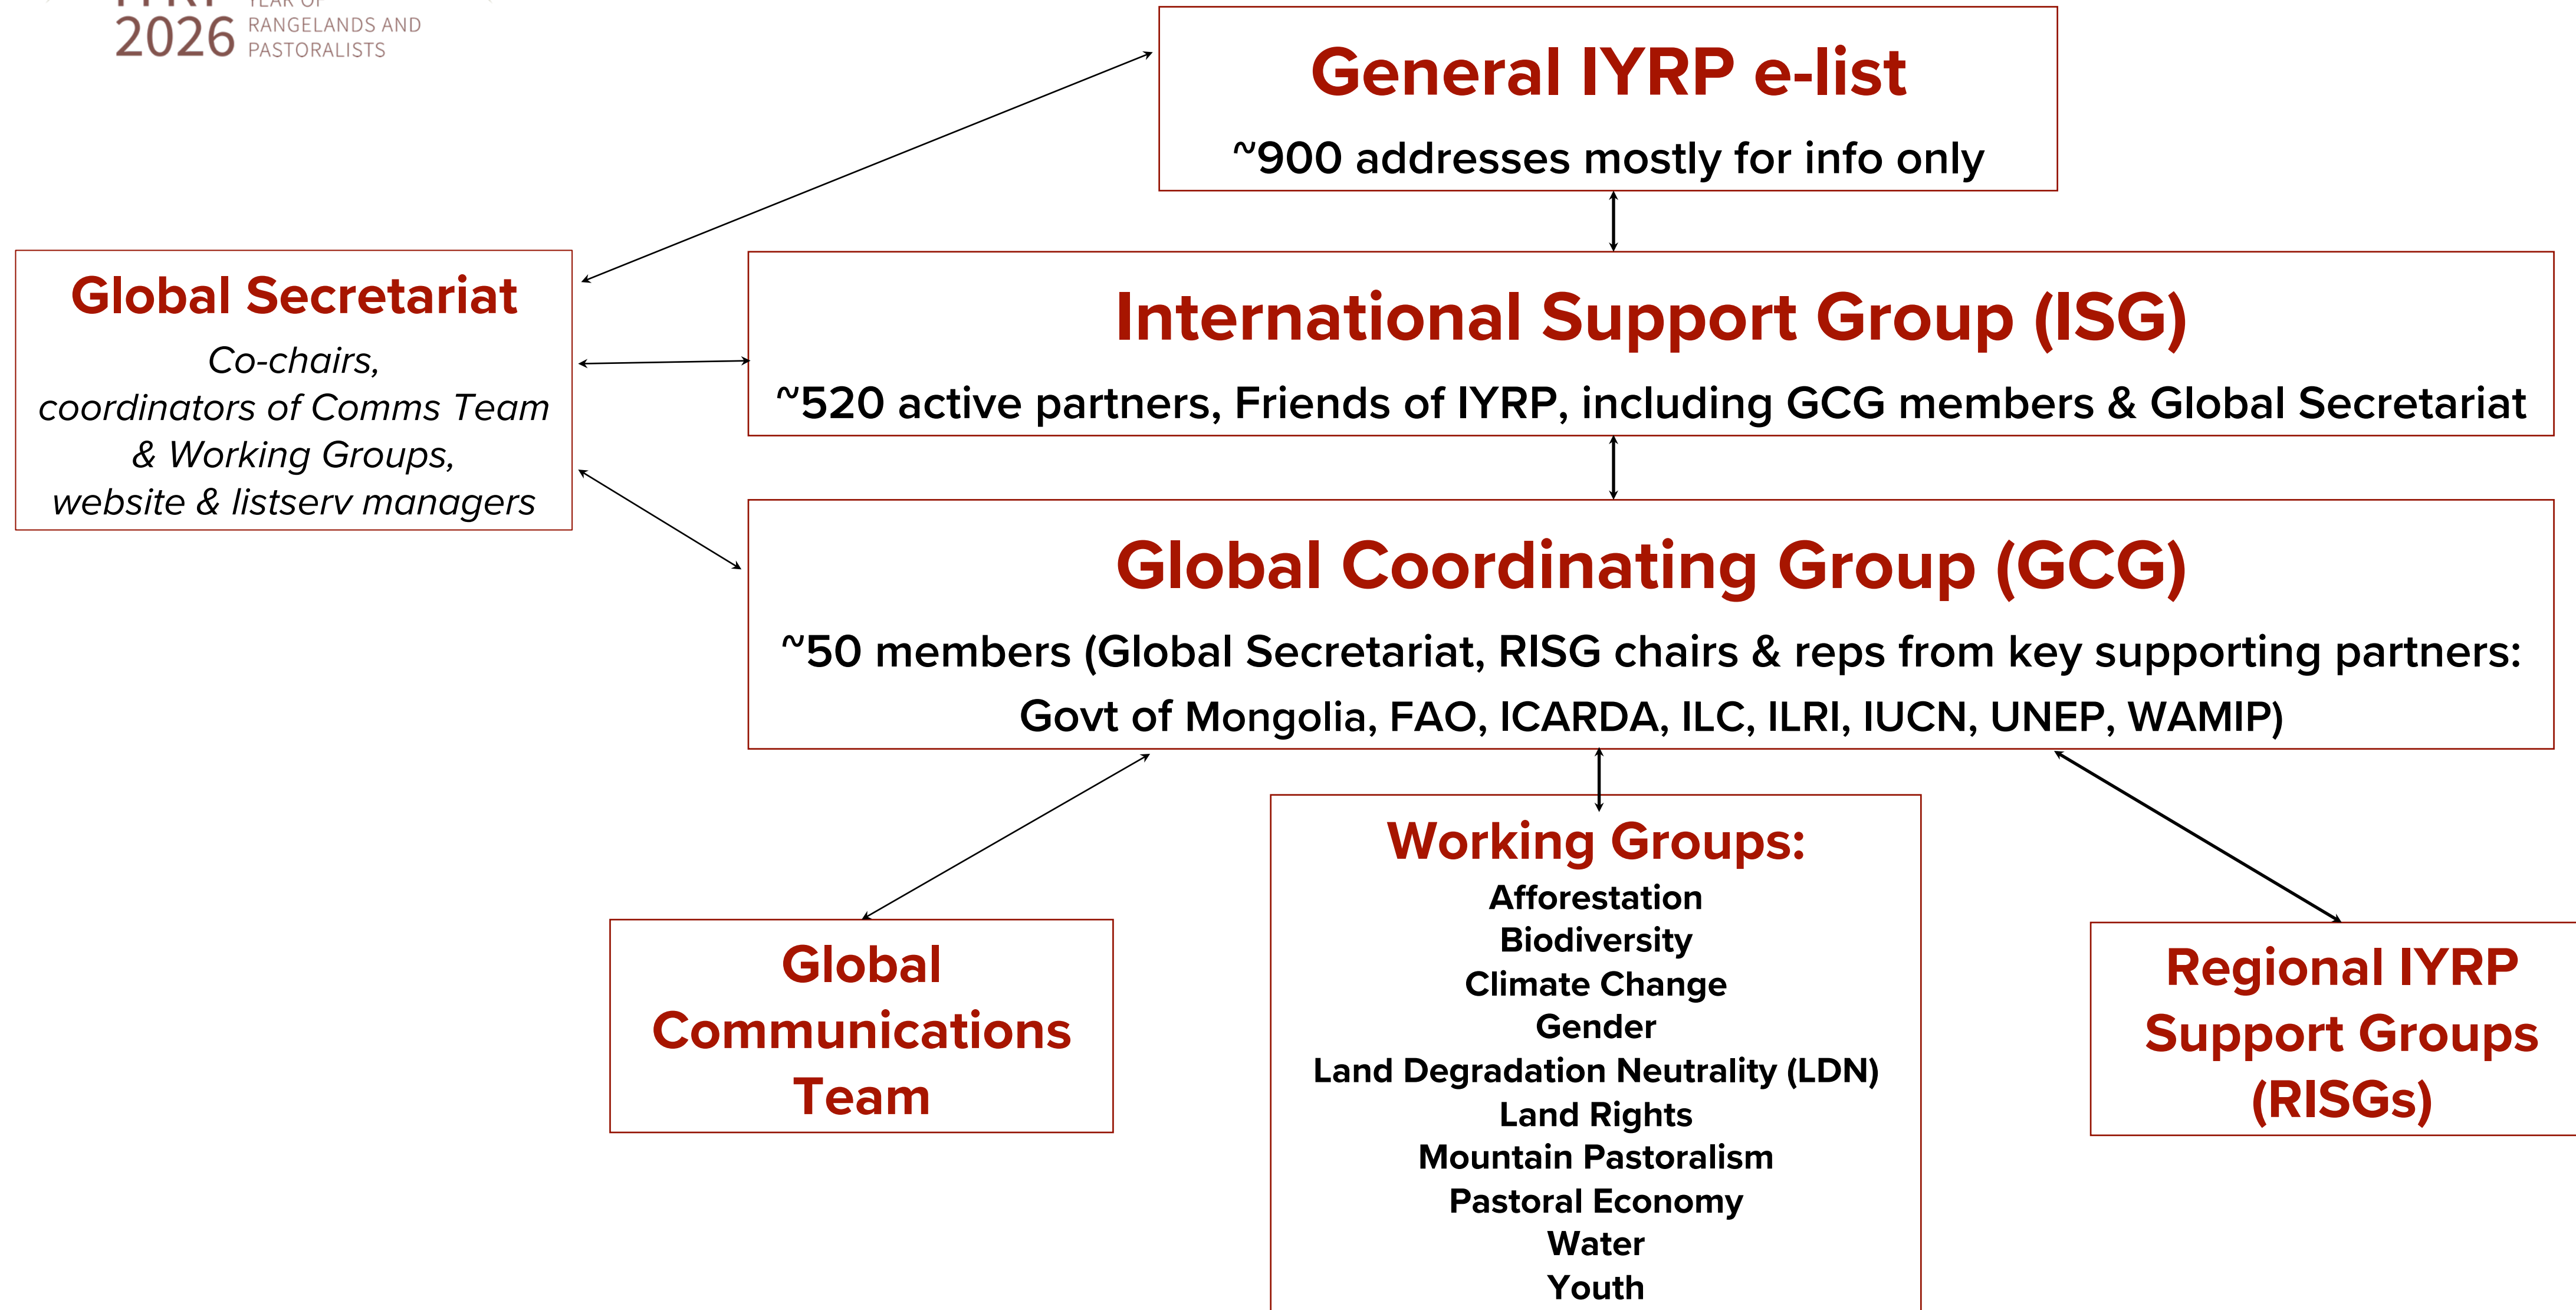 2026
YEAR OF
RANGELANDS AND
PASTORALISTS
General IYRP e-list
~900 addresses mostly for info only
Global Secretariat
Co-chairs,
coordinators of Comms Team
& Working Groups,
website & listserv managers
International Support Group (ISG)
~520 active partners, Friends of IYRP, including GCG members & Global Secretariat
Global Coordinating Group (GCG)
~50 members (Global Secretariat, RISG chairs & reps from key supporting partners:
Govt of Mongolia, FAO, ICARDA, ILC, ILRI, IUCN, UNEP, WAMIP)
Global
Communications
Team
Working Groups:
Afforestation
Biodiversity
Climate Change
Gender
Land Degradation Neutrality (LDN)
Land Rights
Mountain Pastoralism
Pastoral Economy
Water
Youth
Regional IYRP
Support Groups
(RISGs)